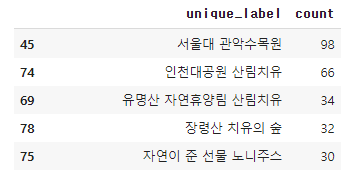 unique_label count
45 서울대 관악수목원 98
74 인천대공원 산림치유 66
69 유명산 자연휴양림 산림치유 34
78 장령산 치유의 숲 32
75 자연이 준 선물 노니주스 30